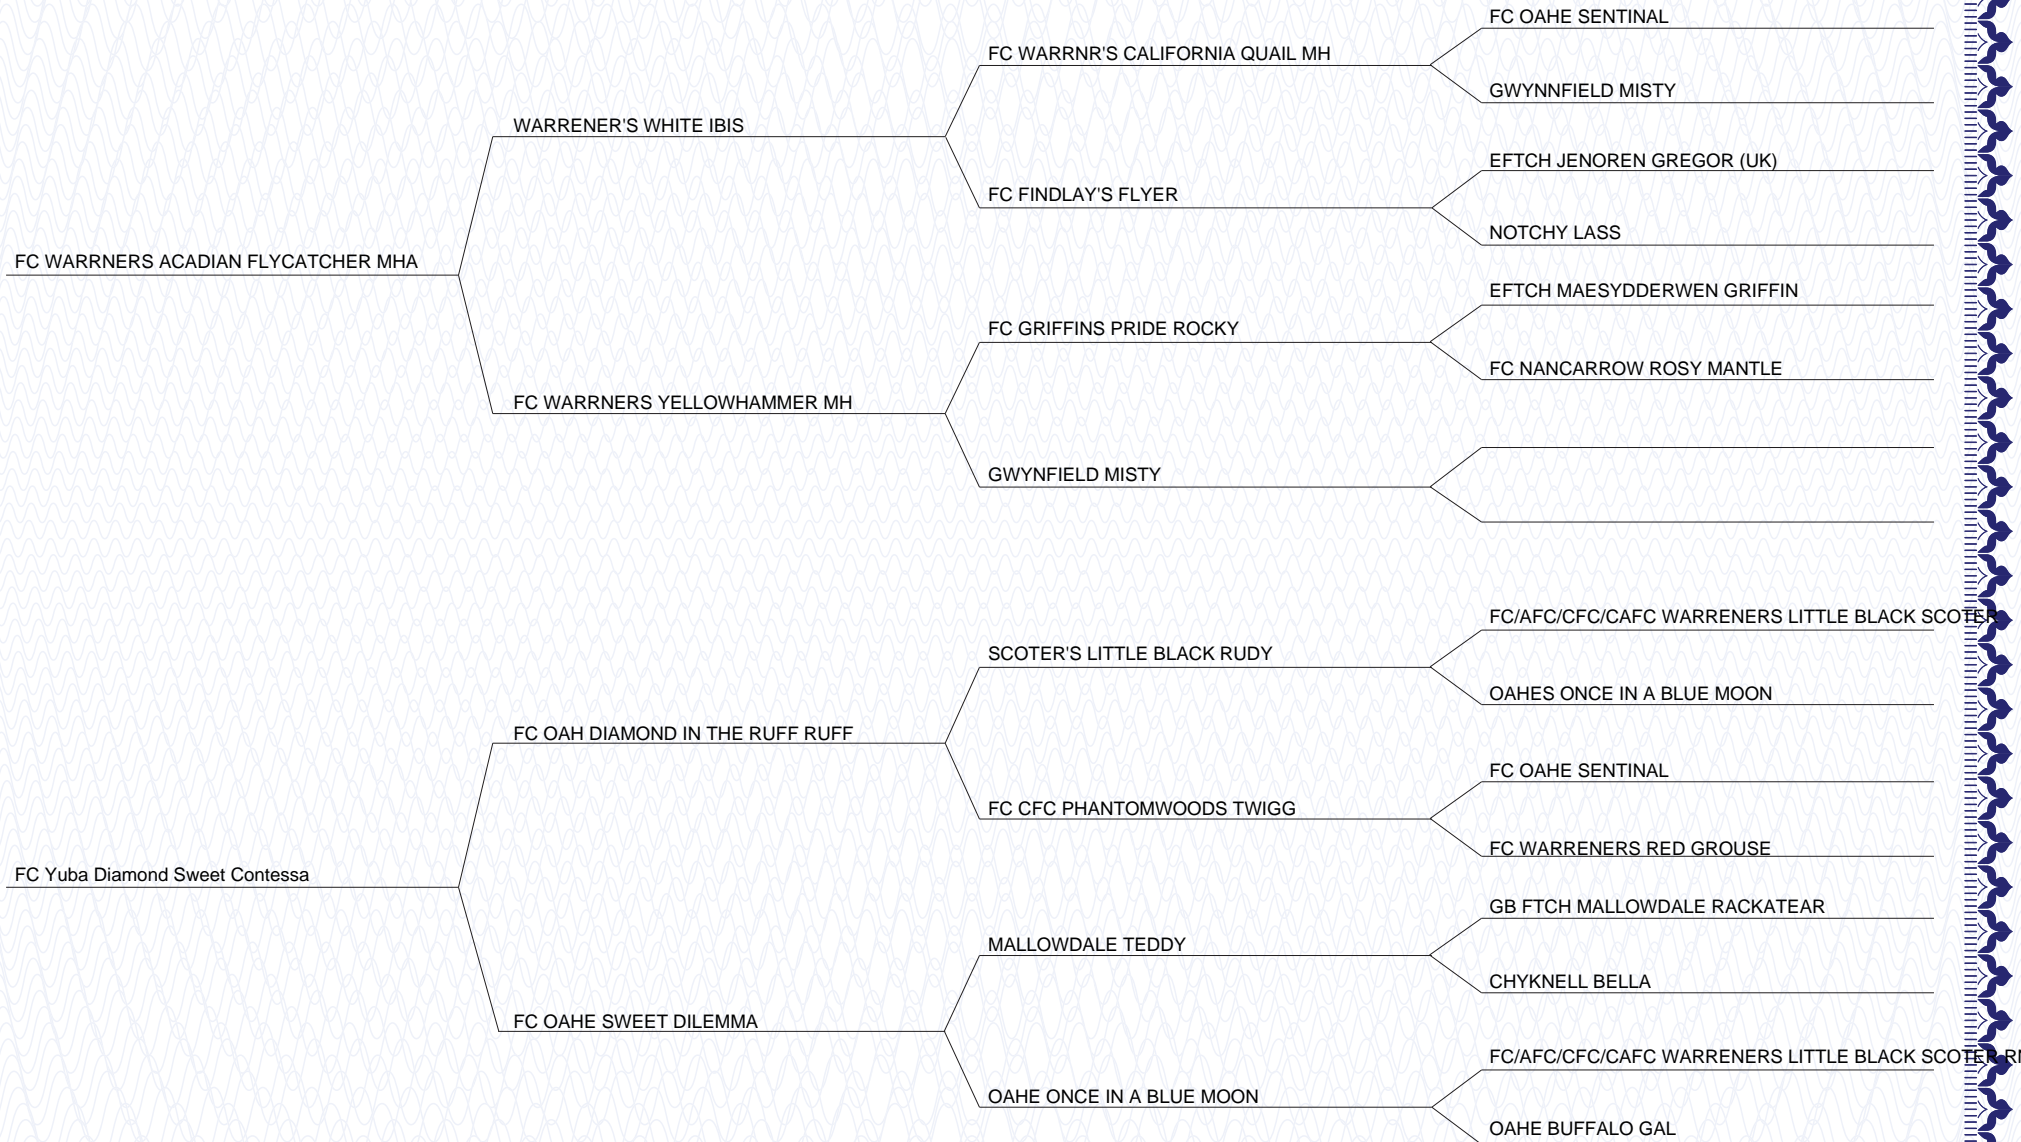 FC OAHE SENTINAL
FC WARRNR'S CALIFORNIA QUAIL MH
GWYNNFIELD MISTY
WARRENER'S WHITE IBIS
EFTCH JENOREN GREGOR (UK)
FC FINDLAY'S FLYER
NOTCHY LASS
FC WARRNERS ACADIAN FLYCATCHER MHA
EFTCH MAESYDDERWEN GRIFFIN
FC GRIFFINS PRIDE ROCKY
FC NANCARROW ROSY MANTLE
FC WARRNERS YELLOWHAMMER MH
GWYNFIELD MISTY
FC/AFC/CFC/CAFC WARRENERS LITTLE BLACK SCOTER
SCOTER'S LITTLE BLACK RUDY
OAHES ONCE IN A BLUE MOON
FC OAH DIAMOND IN THE RUFF RUFF
FC OAHE SENTINAL
FC CFC PHANTOMWOODS TWIGG
FC WARRENERS RED GROUSE
FC Yuba Diamond Sweet Contessa
GB FTCH MALLOWDALE RACKATEAR
MALLOWDALE TEDDY
CHYKNELL BELLA
FC OAHE SWEET DILEMMA
FC/AFC/CFC/CAFC WARRENERS LITTLE BLACK SCOTER
OAHE ONCE IN A BLUE MOON
OAHE BUFFALO GAL